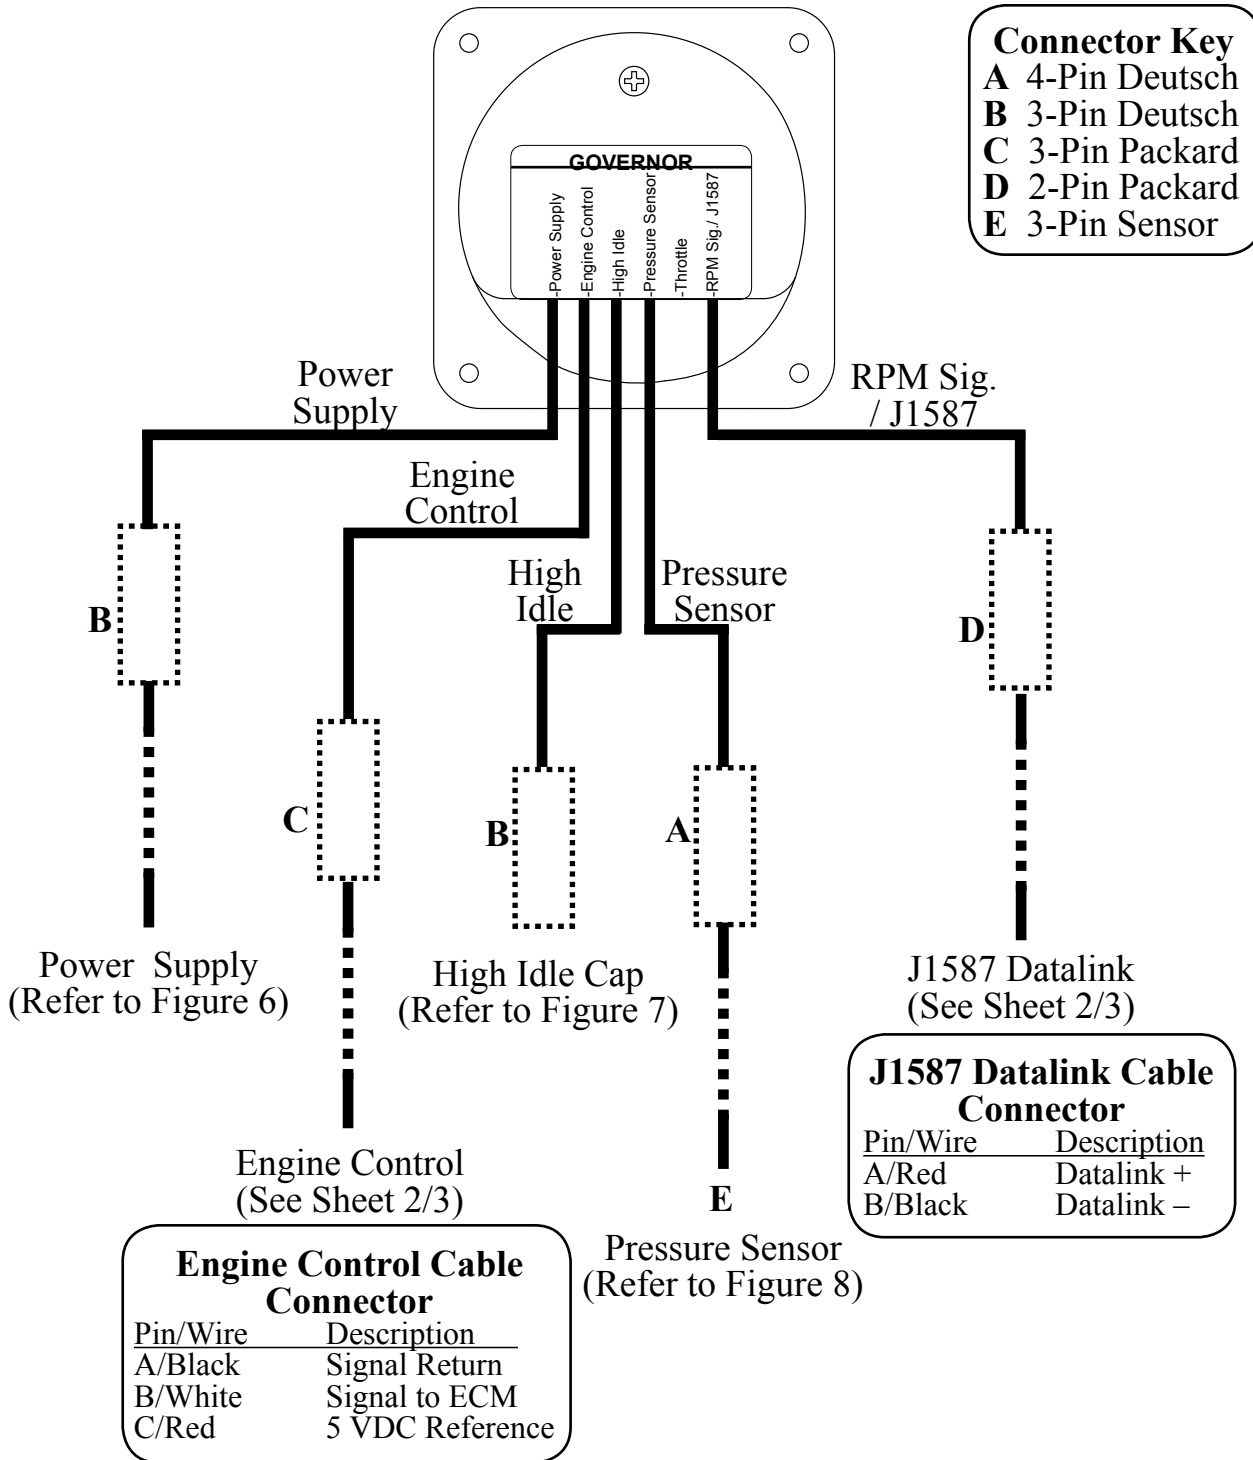 Connector Key
A 4-Pin Deutsch
B 3-Pin Deutsch
C 3-Pin Packard
D 2-Pin Packard
E 3-Pin Sensor
GOVERNOR
-Power Supply
-Engine Control
-High Idle
-Pressure Sensor
-Throttle
-RPM Sig./ J1587
Power
Supply
RPM Sig.
/ J1587
Engine
Control
High
Idle
Pressure
Sensor
B
D
C
B
A
Power Supply
(Refer to Figure 6)
High Idle Cap
(Refer to Figure 7)
J1587 Datalink
(See Sheet 2/3)
J1587 Datalink Cable
Connector
Pin/Wire Description
A/Red Datalink +
B/Black Datalink –
Engine Control
(See Sheet 2/3)
E
Pressure Sensor
(Refer to Figure 8)
Engine Control Cable
Connector
Pin/Wire Description
A/Black Signal Return
B/White Signal to ECM
C/Red 5 VDC Reference